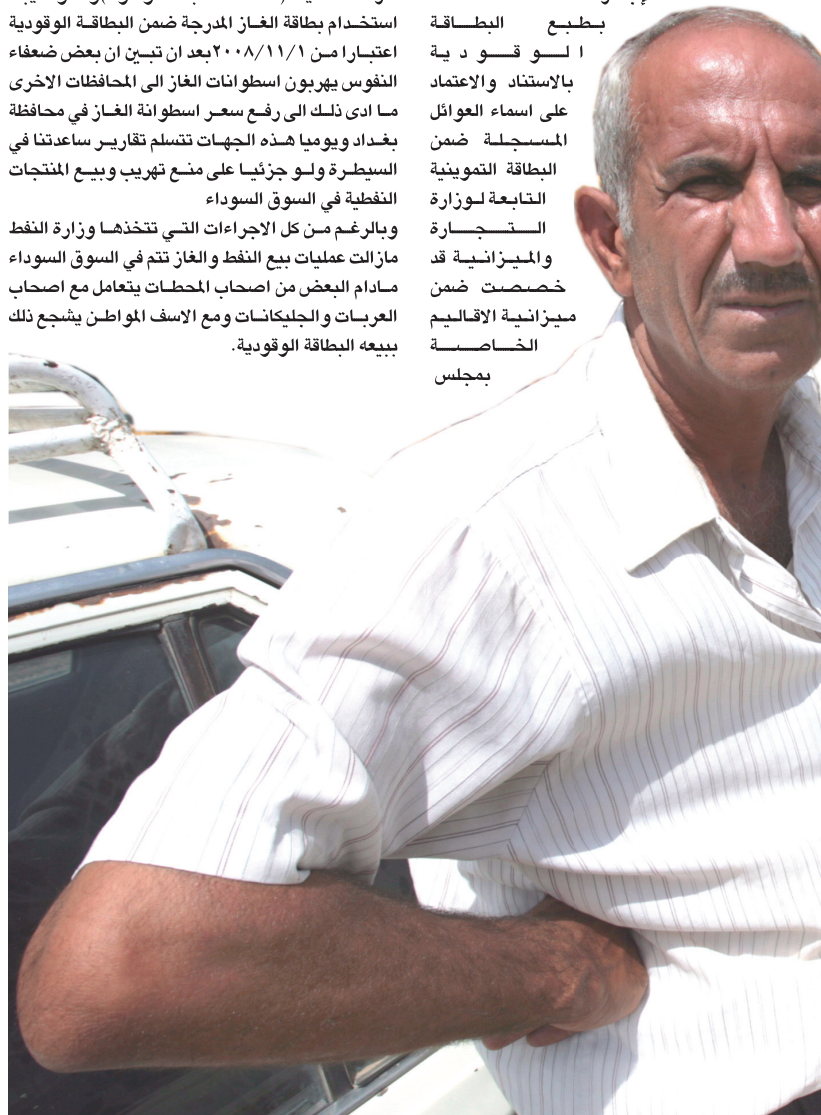 بطبع البطاقة
الوقودية
بالاستناد والاعتماد
على اسماء العوائل
المسجلة ضمن
البطاقة التموينية
التابعة لوزارة
التجارة
والميزانية قد
خصصت ضمن
ميزانية الاقاليم
الخاصة
بمجلس
استخدام بطاقة الغاز المدرجة ضمن البطاقة الوقودية
اعتبارا من ٢٠٠٨/١١/١بعد ان تبين ان بعض ضعفاء
النفوس يهربون اسطوانات الغاز الى المحافظات الاخرى
ما ادى ذلك الى رفع سعر اسطوانة الغاز في محافظة
بغداد ويوميا هذه الجهات تتسلم تقارير ساعدتنا في
السيطرة ولو جزئيا على منع تهريب وبيع المنتجات
النفطية في السوق السوداء
وبالرغم من كل الاجراءات التي تتخذها وزارة النفط
مازالت عمليات بيع النفط والغاز تتم في السوق السوداء
مادام البعض من اصحاب المحطات يتعامل مع اصحاب
العربات والجليكانات ومع الاسف المواطن يشجع ذلك
ببيعه البطاقة الوقودية.